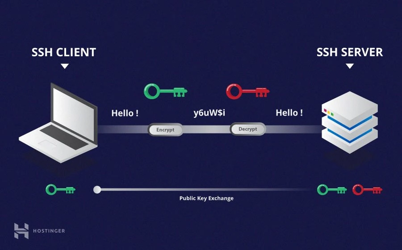 SSH CLIENT
SSH SERVER
Hello !
y6uW$i
Hello !
Encrypt
Decrypt
Public Key Exchange
HOSTINGER